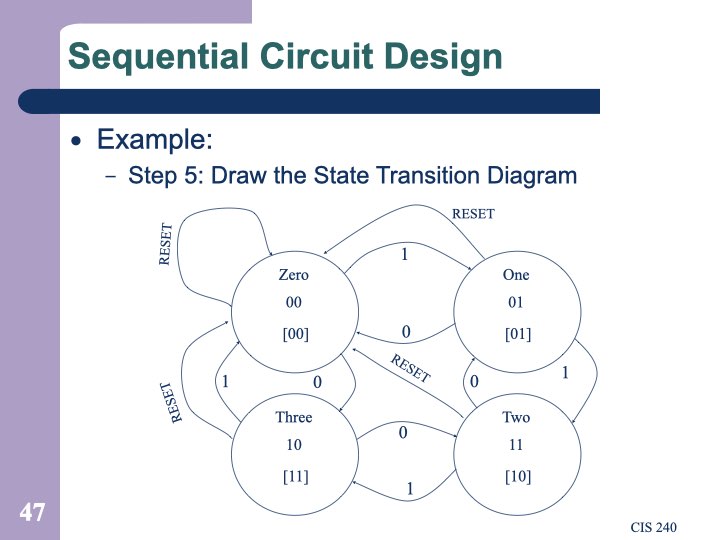 Sequential Circuit Design
• Example:
– Step 5: Draw the State Transition Diagram
RESET
RESET
1
Zero
00
[00]
One
01
[01]
0
RESET
1
RESET
1
0
0
Three
10
[11]
0
Two
11
[10]
1
47
CIS 240